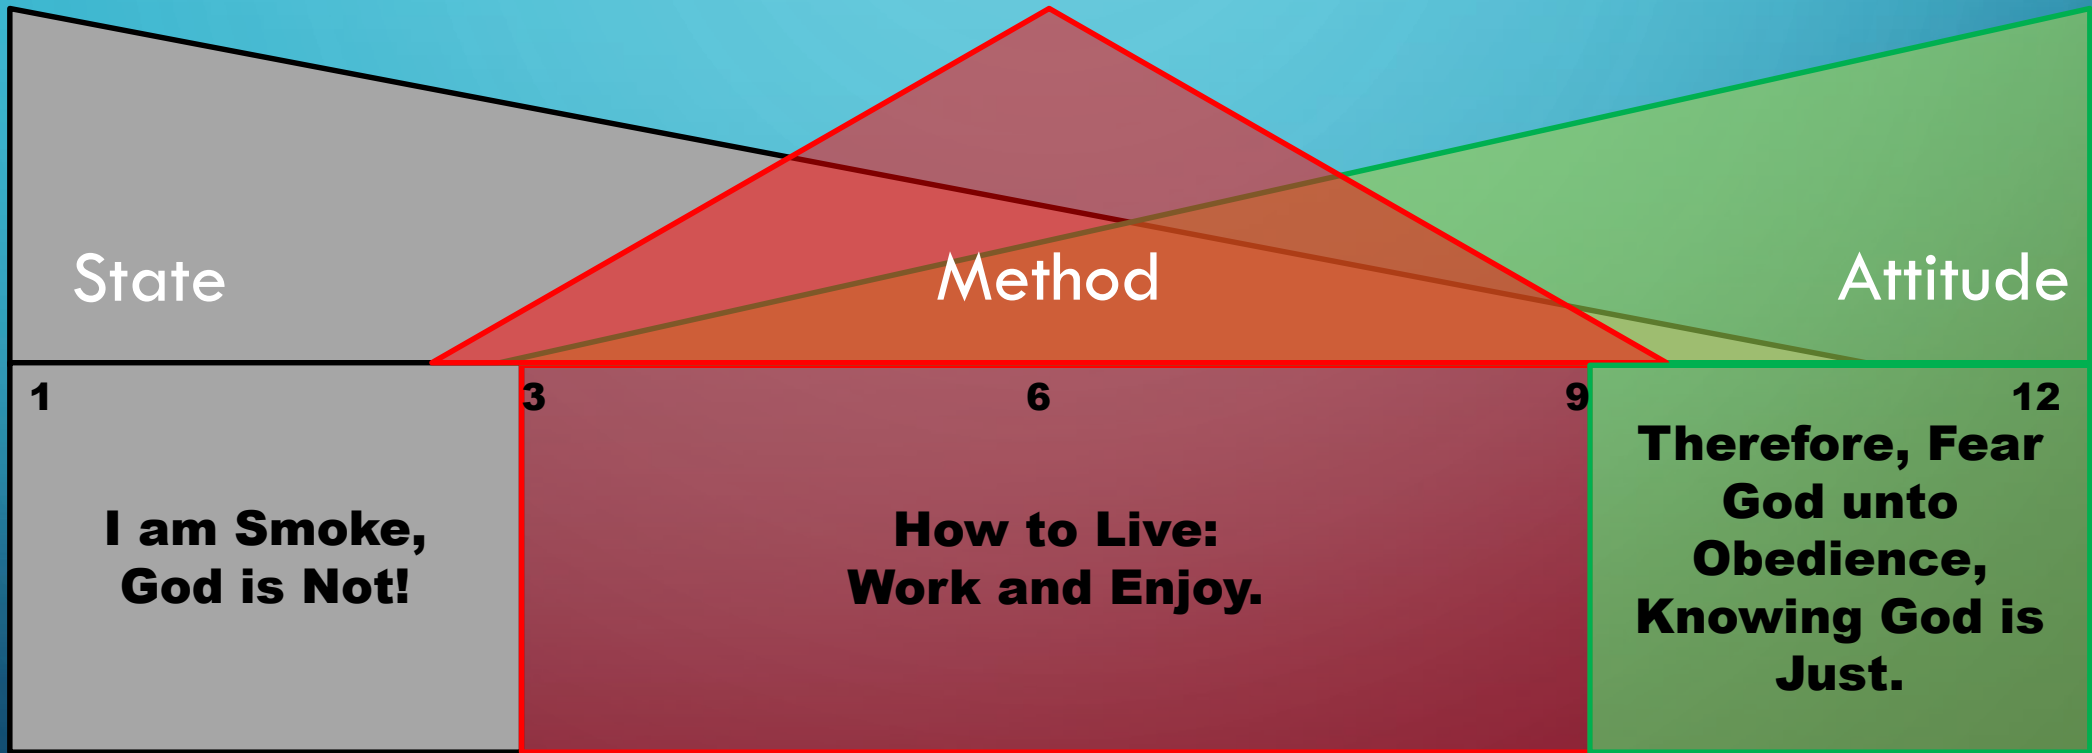 State
Method
Attitude
1
3
6
9
12
I am Smoke,
God is Not!
How to Live:
Work and Enjoy.
Therefore, Fear
God unto
Obedience,
Knowing God is
Just.